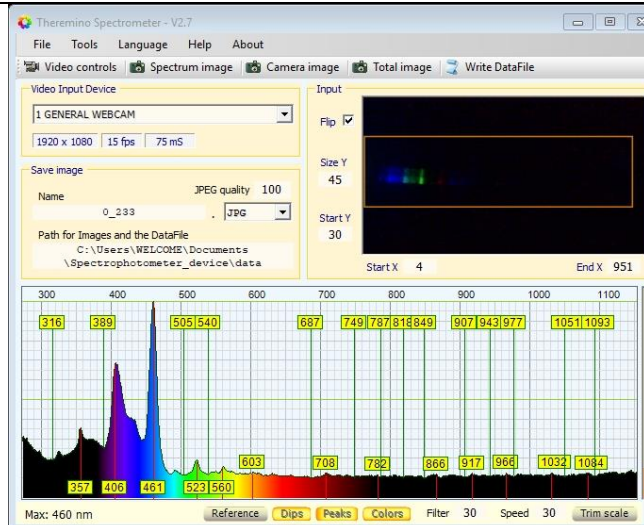 Theremino Spectrometer - V2.7
File Tools Language Help About
Video controls Spectrum image Camera image Total image Write DataFile
Video Input Device
1 GENERAL WEBCAM
1920 x 1080 15 fps 75 mS
Save image
Name JPEG quality 100
0_233 . JPG
Path for Images and the DataFile
C:\Users\WELCOME\Documents
\Spectrophotometer_device\data
Input
Flip
Size Y
45
Start Y
30
Start X 4 End X 951
300 400 500 600 700 800 900 1000 1100
316 389 505 540 687 749 787 818 849 907 943 977 1051 1093
603 708 782 866 917 966 1032 1084
357 406 461 523 560
Max: 460 nm Reference Dips Peaks Colors Filter 30 Speed 30 Trim scale